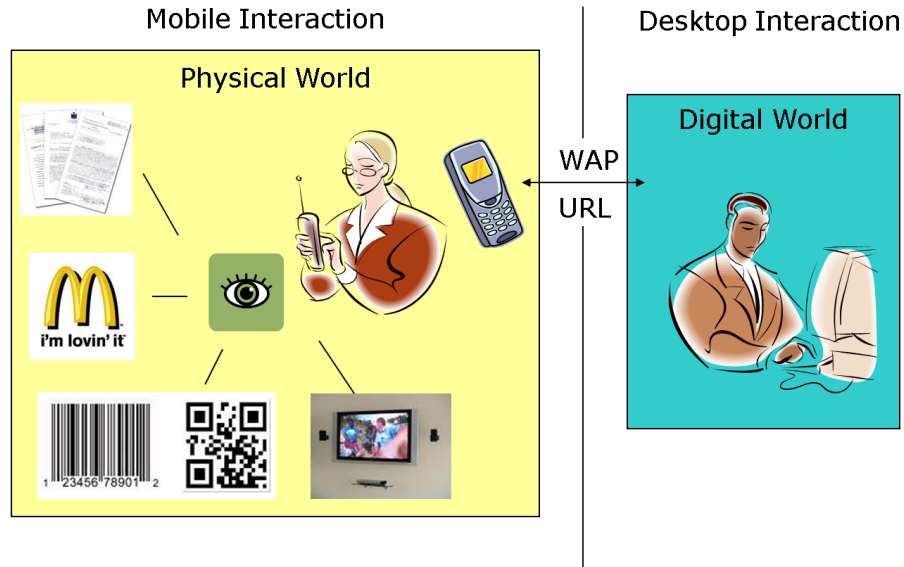 Mobile Interaction
Desktop Interaction
Physical World
Digital World
WAP
URL
i'm lovin' it
1 23456 78901 2